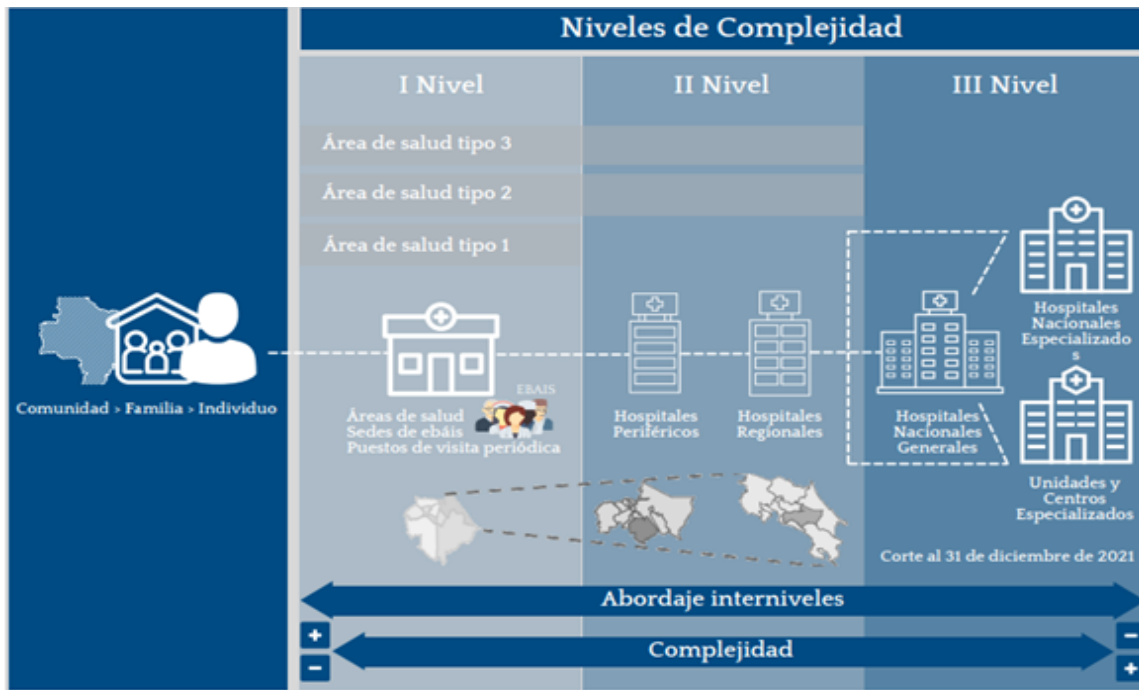 Niveles de Complejidad
I Nivel
II Nivel
III Nivel
Área de salud tipo 3
Área de salud tipo 2
Área de salud tipo 1
Comunidad > Familia > Individuo
EBAIS
Áreas de salud
Sedes de ebáis
Puestos de visita periódica
Hospitales
Periféricos
Hospitales
Regionales
Hospitales
Nacionales
Generales
Hospitales
Nacionales
Especializado
s
Unidades y
Centros
Especializados
Corte al 31 de diciembre de 2021
Abordaje interniveles
+
−
Complejidad
−
+